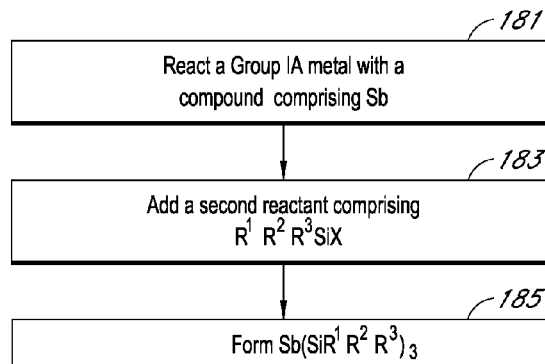 181
React a Group IA metal with a
compound comprising Sb
183
Add a second reactant comprising
R¹ R² R³SiX
185
Form Sb(SiR¹ R² R³)₃